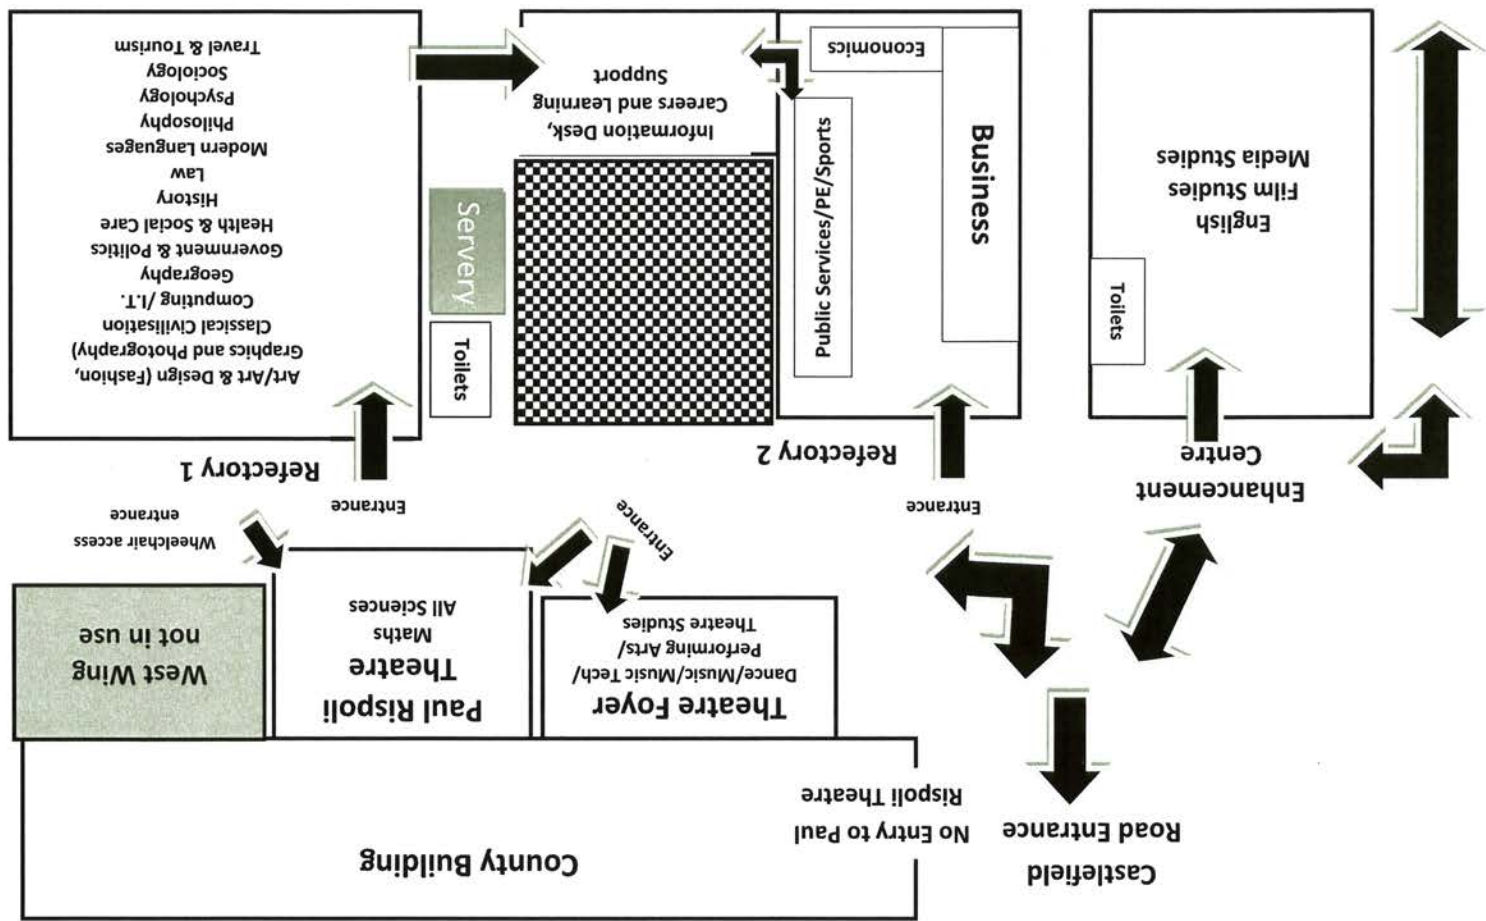 Castlefield
Road Entrance
County Building
No Entry to Paul
Rispoli Theatre
Theatre Foyer
Dance/Music/Music Tech/
Performing Arts/
Theatre Studies
Paul Rispoli
Theatre
Maths
All Sciences
West Wing
not in use
Entrance
Wheelchair access
entrance
Enhancement
Centre
Entrance
Refectory 2
Entrance
Refectory 1
Toilets
English
Film Studies
Media Studies
Business
Economics
Public Services/PE/Sports
Information Desk,
Careers and Learning
Support
Toilets
Servery
Art/Art & Design (Fashion,
Graphics and Photography)
Classical Civilisation
Computing /I.T.
Geography
Government & Politics
Health & Social Care
History
Law
Modern Languages
Philosophy
Psychology
Sociology
Travel & Tourism